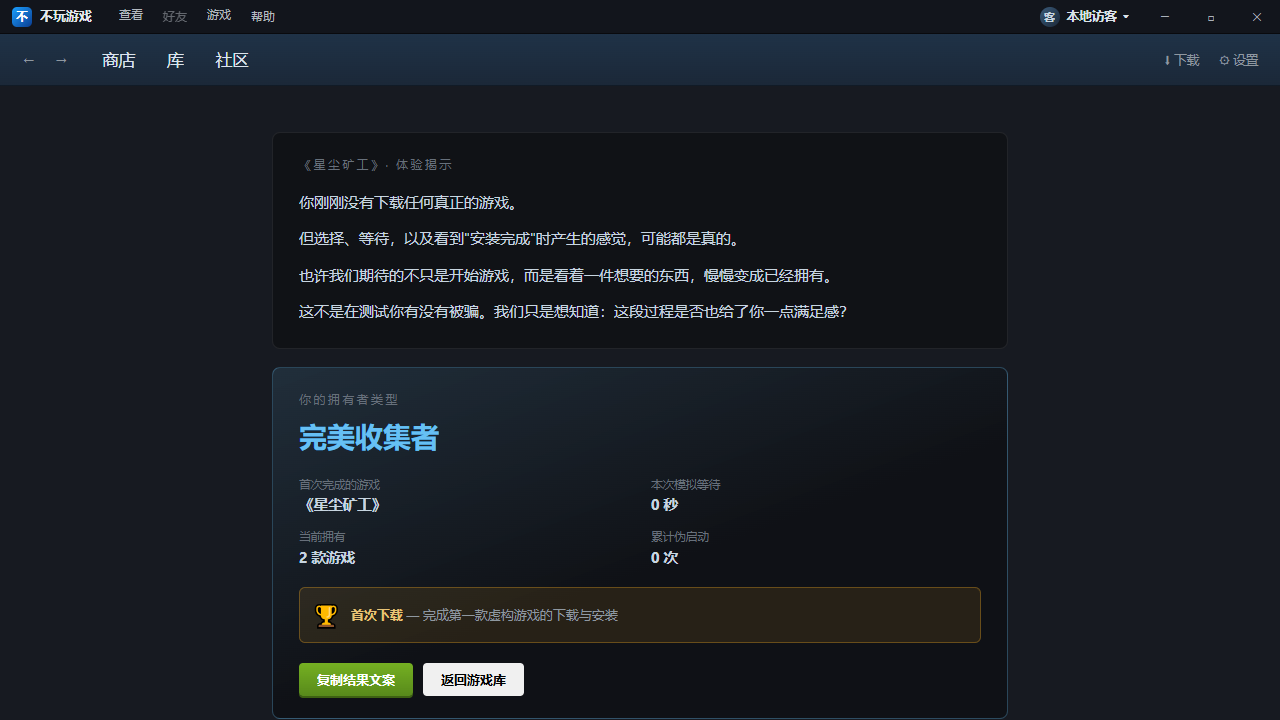 不 不玩游戏 查看 好友 游戏 帮助 客 本地访客
← → 商店 库 社区 下载 设置
《星尘矿工》· 体验揭示
你刚刚没有下载任何真正的游戏。
但选择、等待，以及看到"安装完成"时产生的感觉，可能都是真的。
也许我们期待的不只是开始游戏，而是看着一件想要的东西，慢慢变成已经拥有。
这不是在测试你有没有被骗。我们只是想知道：这段过程是否也给了你一点满足感？
你的拥有者类型
完美收集者
首次完成的游戏 本次模拟等待
《星尘矿工》 0 秒
当前拥有 累计伪启动
2 款游戏 0 次
首次下载 — 完成第一款虚构游戏的下载与安装
复制结果文案 返回游戏库